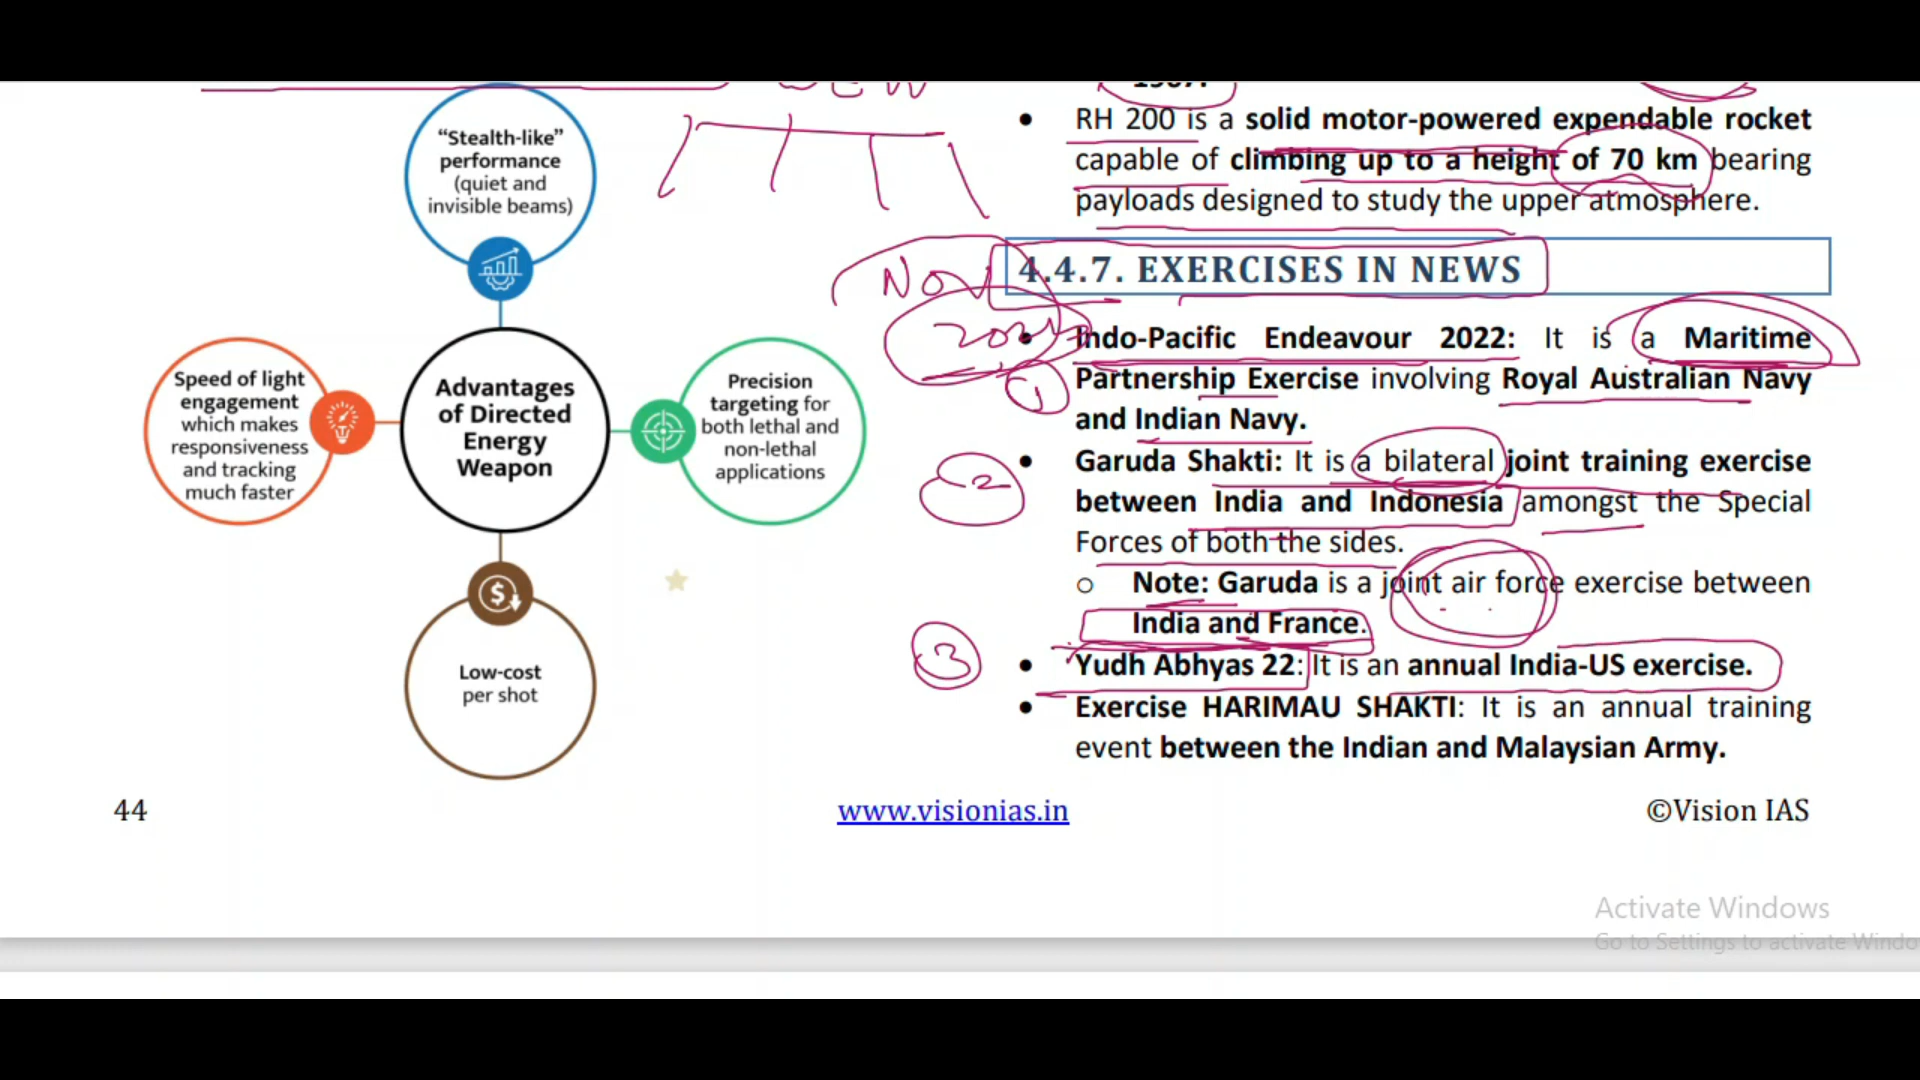 DEW
“Stealth-like”
performance
(quiet and
invisible beams)
Speed of light
engagement
which makes
responsiveness
and tracking
much faster
Advantages
of Directed
Energy
Weapon
Precision
targeting for
both lethal and
non-lethal
applications
$
Low-cost
per shot
• RH 200 is a solid motor-powered expendable rocket
capable of climbing up to a height of 70 km bearing
payloads designed to study the upper atmosphere.
Nov
4.4.7. EXERCISES IN NEWS
• Indo-Pacific Endeavour 2022: It is a Maritime
1
Partnership Exercise involving Royal Australian Navy
and Indian Navy.
2
• Garuda Shakti: It is a bilateral joint training exercise
between India and Indonesia amongst the Special
Forces of both the sides.
o Note: Garuda is a joint air force exercise between
India and France.
3
• Yudh Abhyas 22: It is an annual India-US exercise.
• Exercise HARIMAU SHAKTI: It is an annual training
event between the Indian and Malaysian Army.
44
www.visionias.in
©Vision IAS
Activate Windows
Go to Settings to activate Windo